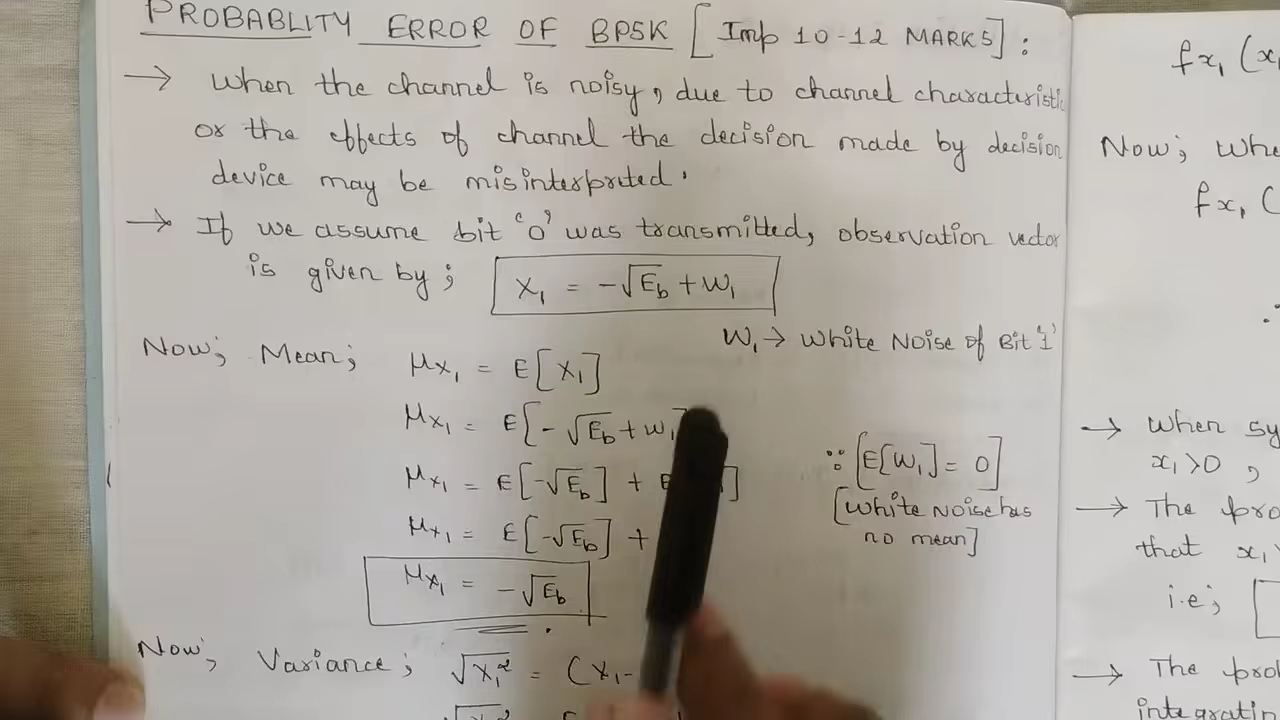 PROBABLITY ERROR OF BPSK [Imp 10-12 MARKS]:
→ When the channel is noisy, due to channel characteristic
or the effects of channel the decision made by decision
device may be misinterpreted.
→ If we assume bit '0' was transmitted, observation vector
is given by; X₁ = -√E_b + W₁
W₁ → White Noise of Bit '1'
Now; Mean; μx₁ = E[X₁]
μx₁ = E[-√E_b + W₁]
μx₁ = E[-√E_b] + E ]
∵ [E[W₁] = 0]
[White Noise has
no mean]
μx₁ = E[-√E_b] +
μx₁ = -√E_b
Now, Variance; √x₁² = (X₁-
√x₁²
fx₁ (x₁
Now; Whe
fx₁ (
→ When sy
x₁>0,
→ The pro
that x₁
i.e;
→ The prob
integratin